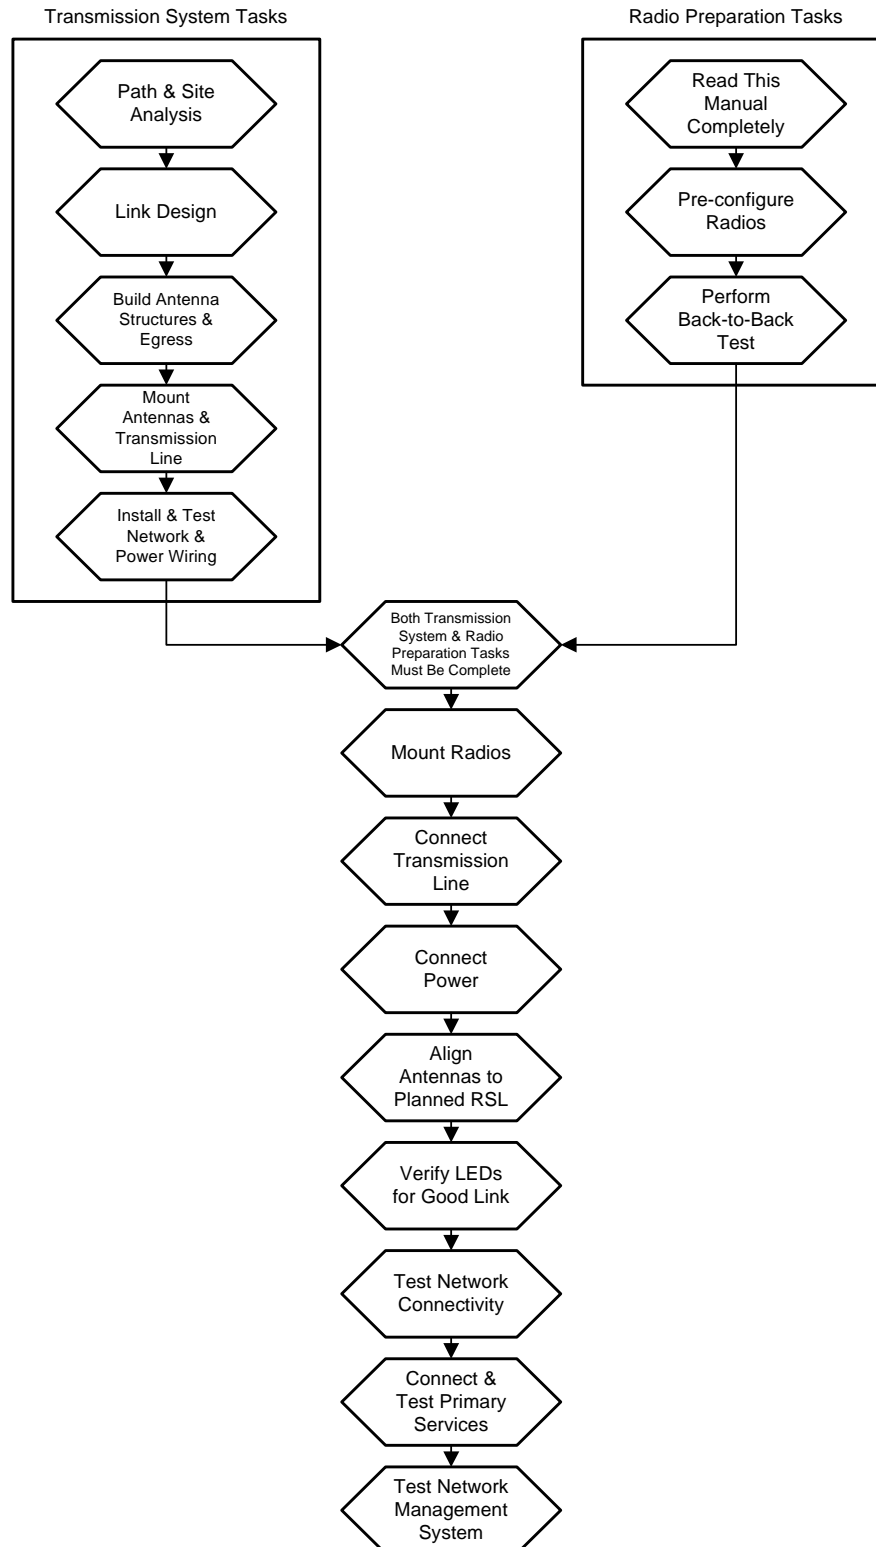 Transmission System Tasks
Path & Site
Analysis
Link Design
Build Antenna
Structures &
Egress
Mount
Antennas &
Transmission
Line
Install & Test
Network &
Power Wiring
Radio Preparation Tasks
Read This
Manual
Completely
Pre-configure
Radios
Perform
Back-to-Back
Test
Both Transmission
System & Radio
Preparation Tasks
Must Be Complete
Mount Radios
Connect
Transmission
Line
Connect
Power
Align
Antennas to
Planned RSL
Verify LEDs
for Good Link
Test Network
Connectivity
Connect &
Test Primary
Services
Test Network
Management
System